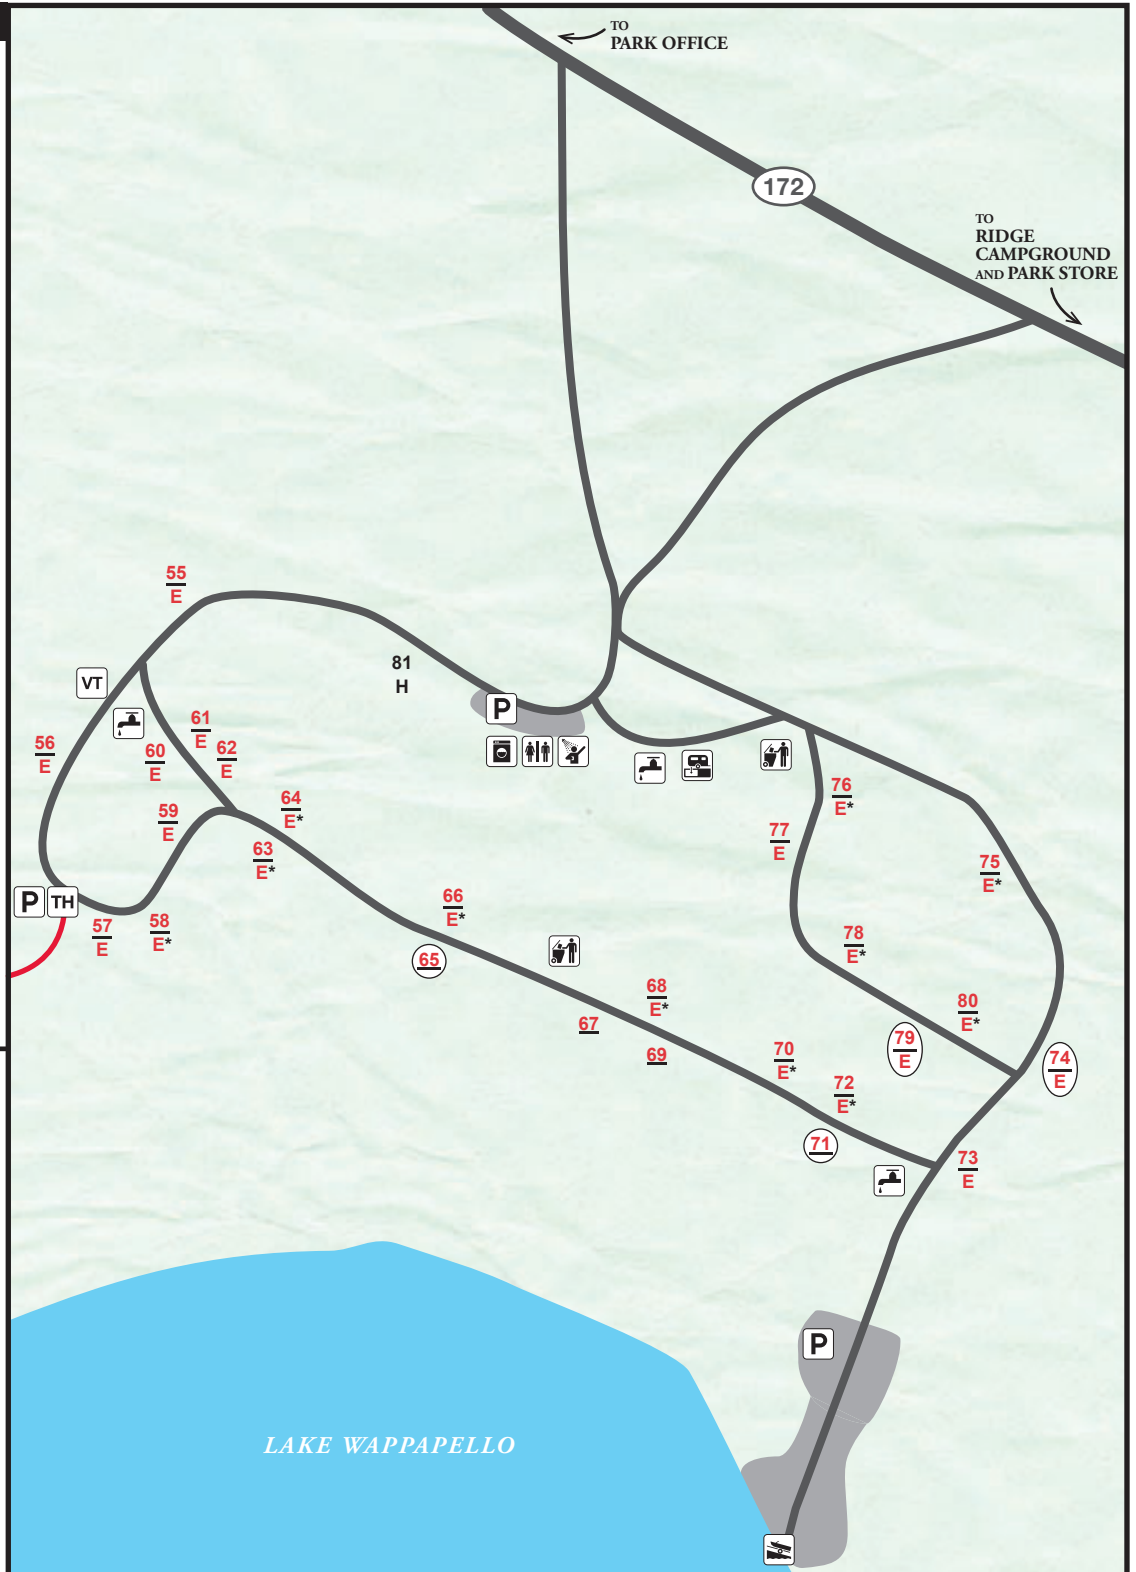 TO
PARK OFFICE
172
TO
RIDGE
CAMPGROUND
AND PARK STORE
55
E
81
H
VT
61
E
62
E
60
E
56
E
P
64
E*
59
E
63
E*
76
E*
77
E
75
E*
P TH
57
E
58
E*
66
E*
65
78
E*
68
E*
67
69
80
E*
79
E
70
E*
72
E*
74
E
71
73
E
P
LAKE WAPPAPELLO